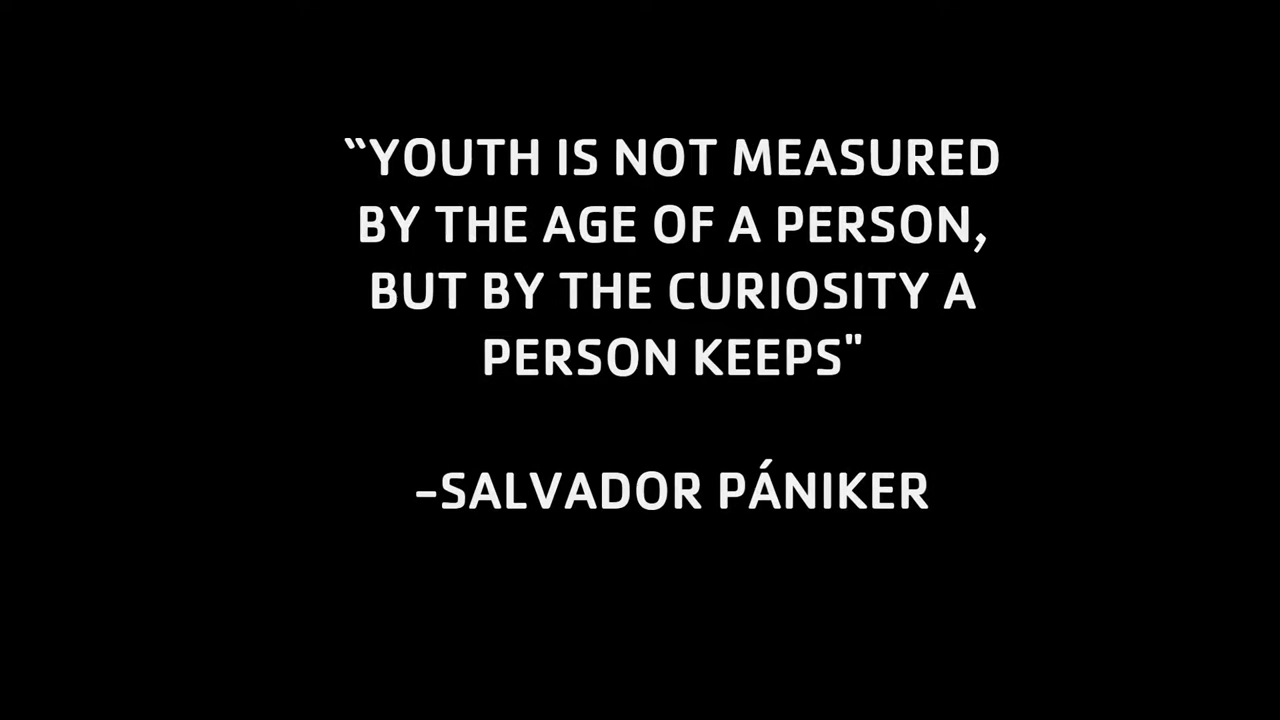 “YOUTH IS NOT MEASURED
BY THE AGE OF A PERSON,
BUT BY THE CURIOSITY A
PERSON KEEPS"
–SALVADOR PÁNIKER